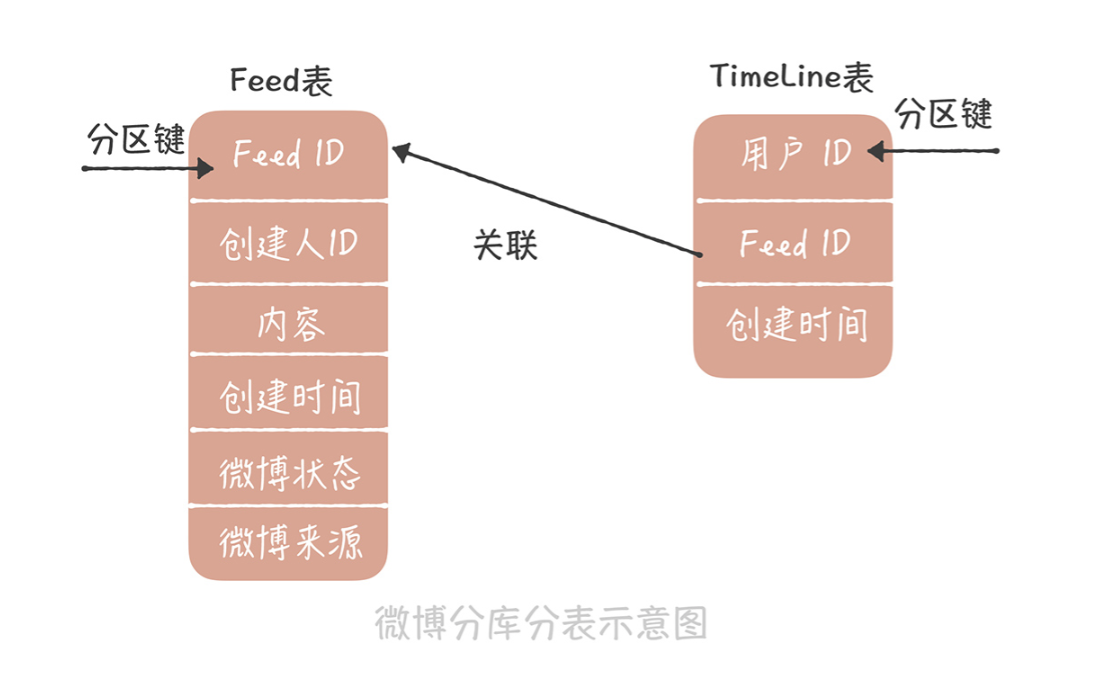 Feed表
分区键
Feed ID
创建人ID
内容
创建时间
微博状态
微博来源
关联
TimeLine表
分区键
用户 ID
Feed ID
创建时间
微博分库分表示意图